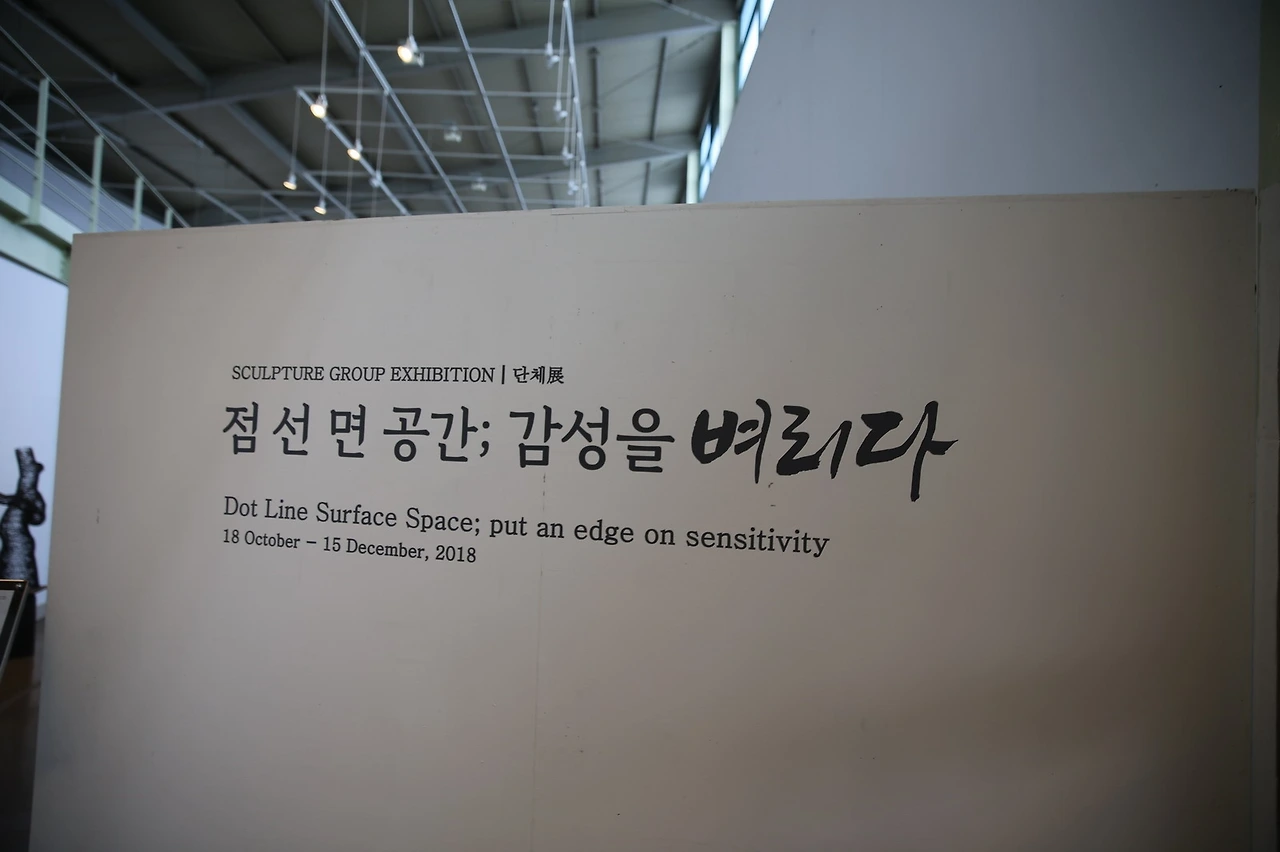 SCULPTURE GROUP EXHIBITION | 단체展
점 선 면 공간; 감성을 벼리다
Dot Line Surface Space; put an edge on sensitivity
18 October – 15 December, 2018